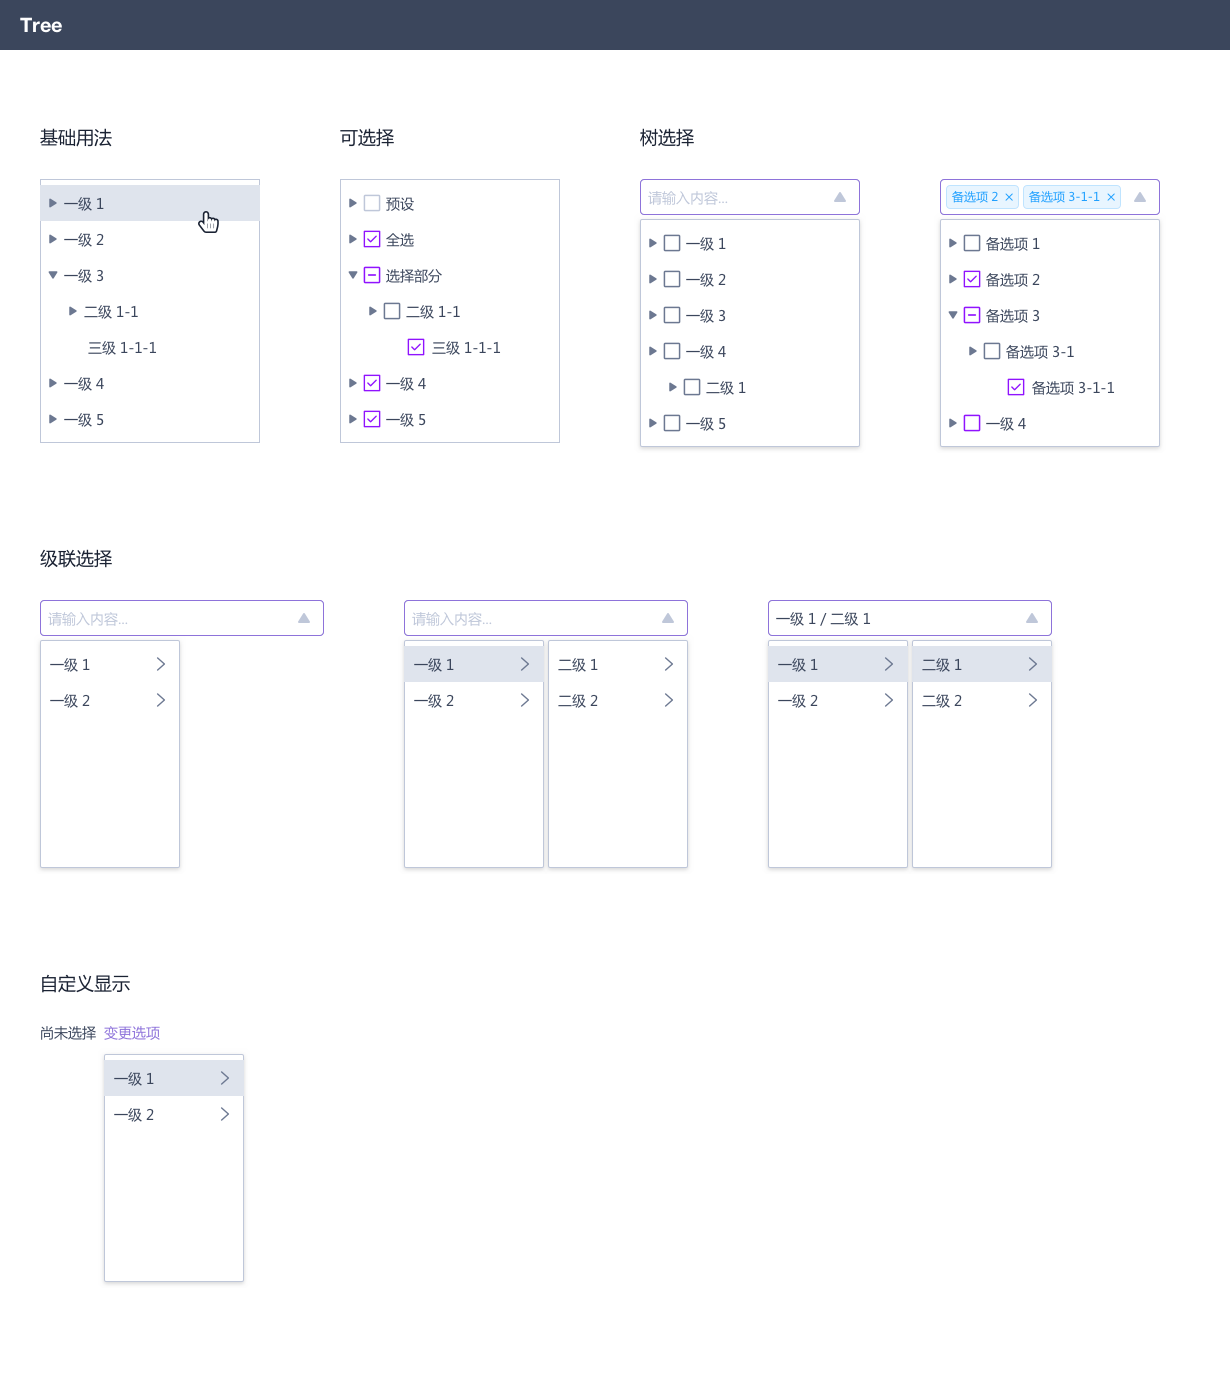 Tree
基础用法
一级 1
一级 2
一级 3
二级 1-1
三级 1-1-1
一级 4
一级 5
可选择
预设
全选
选择部分
二级 1-1
三级 1-1-1
一级 4
一级 5
树选择
请输入内容...
一级 1
一级 2
一级 3
一级 4
二级 1
一级 5
备选项 2 × 备选项 3-1-1 ×
备选项 1
备选项 2
备选项 3
备选项 3-1
备选项 3-1-1
一级 4
级联选择
请输入内容...
一级 1
一级 2
请输入内容...
一级 1
一级 2
二级 1
二级 2
一级 1 / 二级 1
一级 1
一级 2
二级 1
二级 2
自定义显示
尚未选择 变更选项
一级 1
一级 2